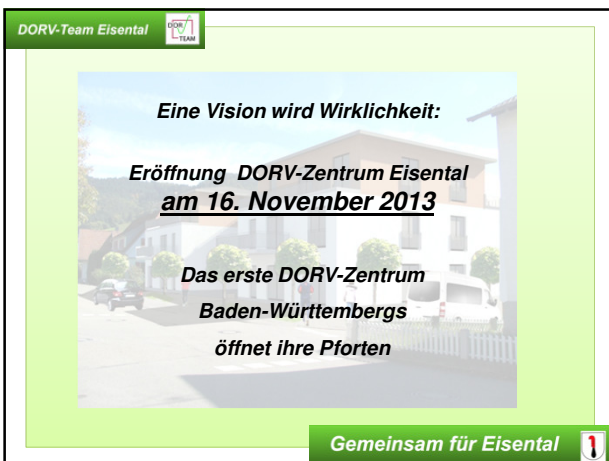 DORV-Team Eisental
DORV
TEAM
Eine Vision wird Wirklichkeit:
Eröffnung DORV-Zentrum Eisental
am 16. November 2013
Das erste DORV-Zentrum
Baden-Württembergs
öffnet ihre Pforten
Gemeinsam für Eisental